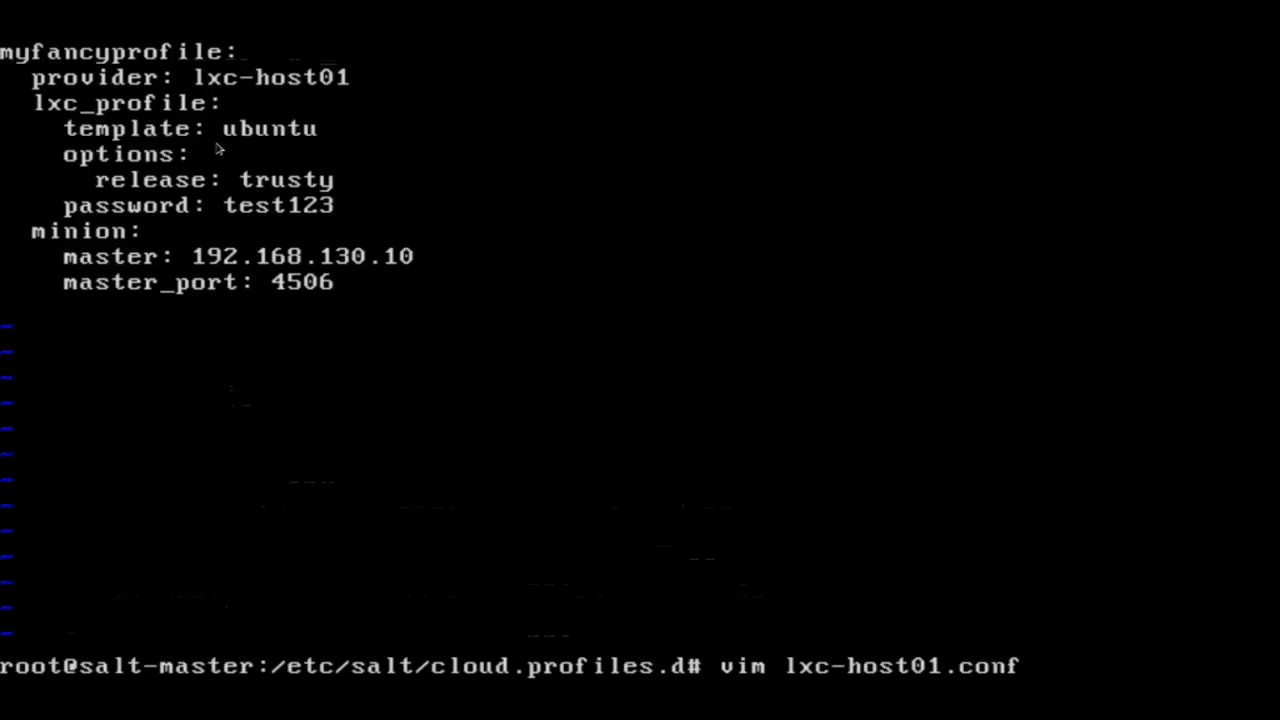 myfancyprofile:
  provider: lxc-host01
  lxc_profile:
    template: ubuntu
    options:
      release: trusty
    password: test123
  minion:
    master: 192.168.130.10
    master_port: 4506
~
~
~
~
~
~
~
~
~
~
~
~
~
root@salt-master:/etc/salt/cloud.profiles.d# vim lxc-host01.conf